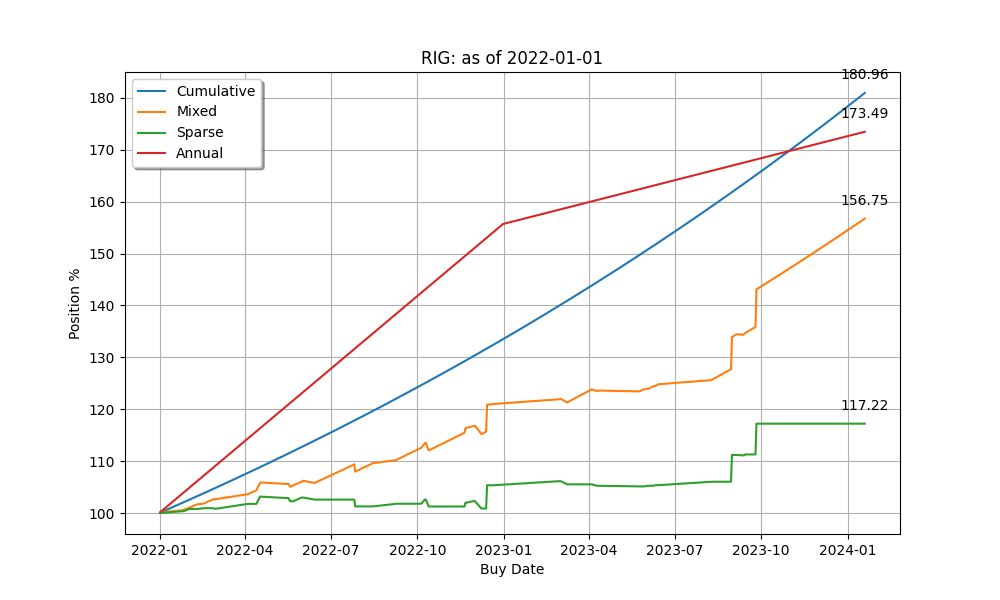 RIG: as of 2022-01-01
Cumulative
Mixed
Sparse
Annual
180.96
173.49
156.75
117.22
180
170
160
150
140
130
120
110
100
Position %
2022-01 2022-04 2022-07 2022-10 2023-01 2023-04 2023-07 2023-10 2024-01
Buy Date